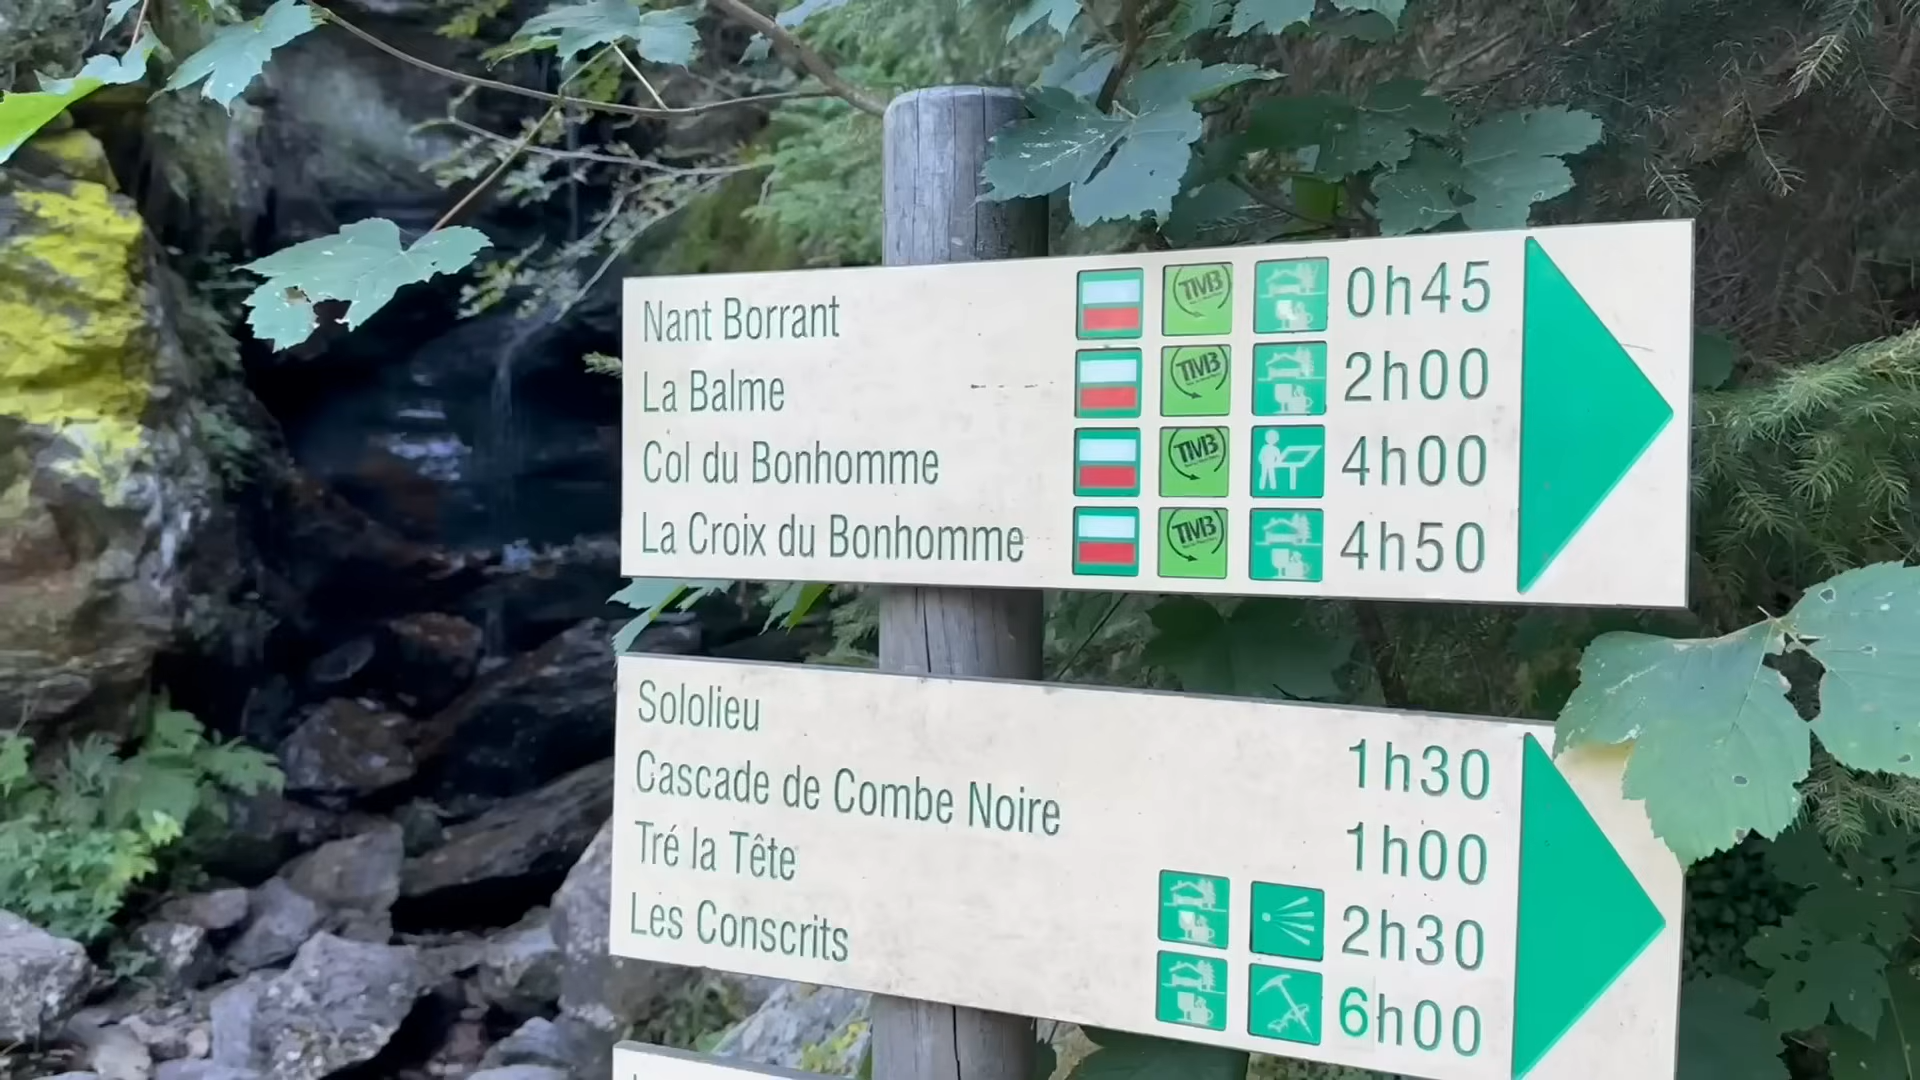 Nant Borrant TMB 0h45
La Balme TMB 2h00
Col du Bonhomme TMB 4h00
La Croix du Bonhomme TMB 4h50
Sololieu 1h30
Cascade de Combe Noire 1h00
Tré la Tête 2h30
Les Conscrits 6h00